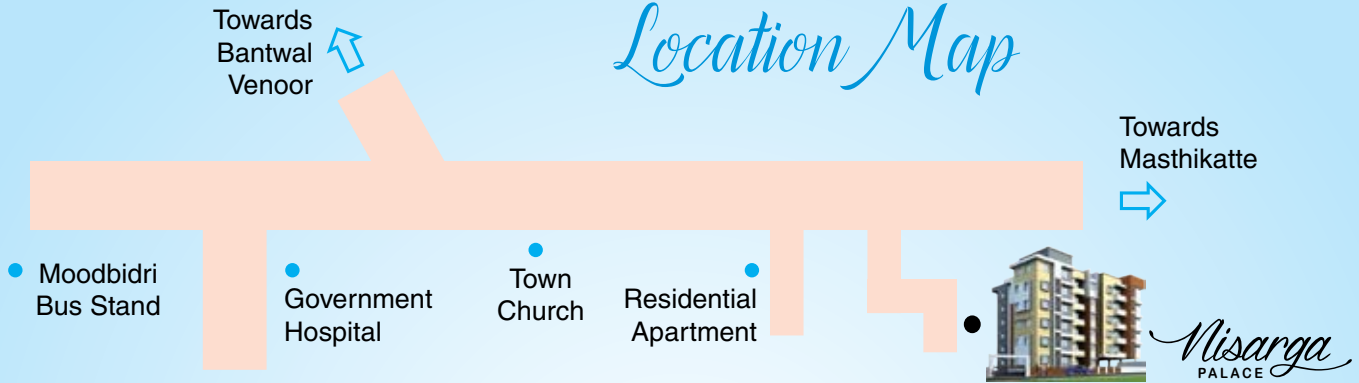 Location Map
Towards
Bantwal
Venoor
Towards
Masthikatte
Moodbidri
Bus Stand
Government
Hospital
Town
Church
Residential
Apartment
Nisarga
PALACE